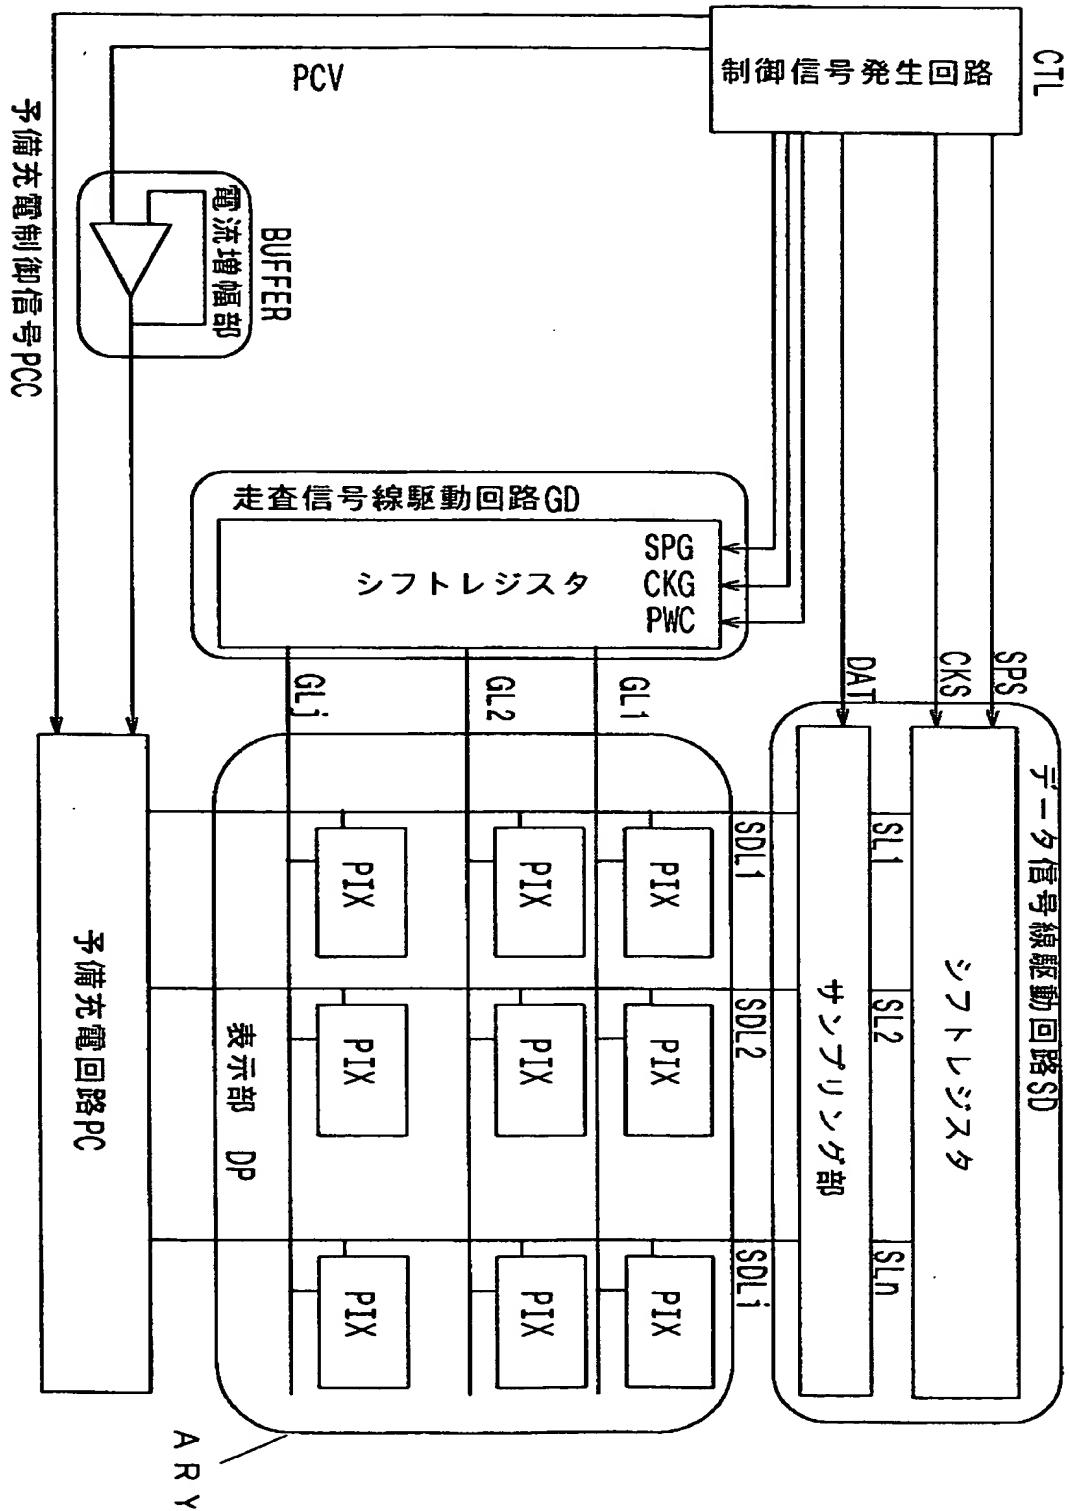 CTL
制御信号発生回路
PCV
予備充電制御信号PCC
BUFFER
電流増幅部
走査信号線駆動回路GD
シフトレジスタ
SPG
CKG
PWC
GL1
GL2
GLj
SPS
CKS
DAT
データ信号線駆動回路SD
シフトレジスタ
サンプリング部
SL1
SL2
SLn
SDL1
SDL2
SDLi
PIX
PIX
PIX
PIX
PIX
PIX
PIX
PIX
PIX
表示部 DP
予備充電回路PC
ARY